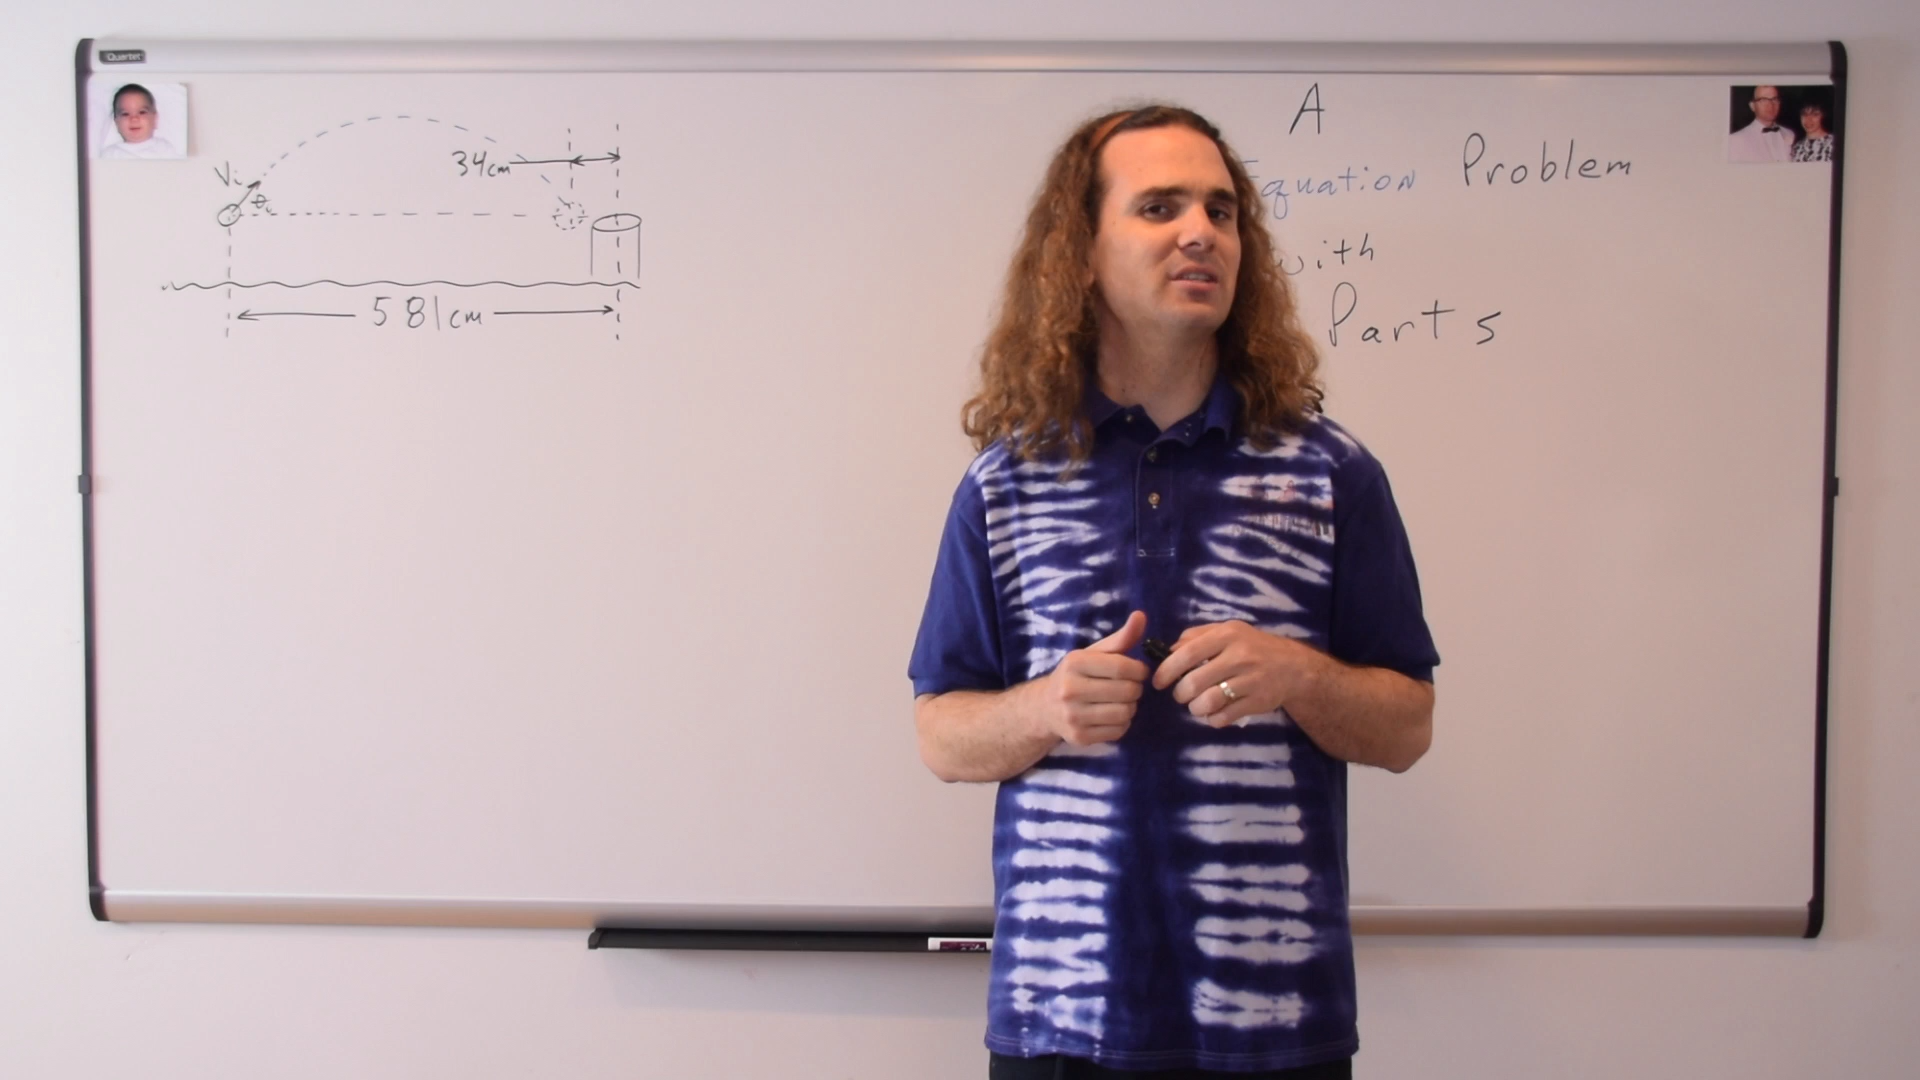 Quartet
A
Equation Problem
with
Parts
34cm
Vi
θi
581cm